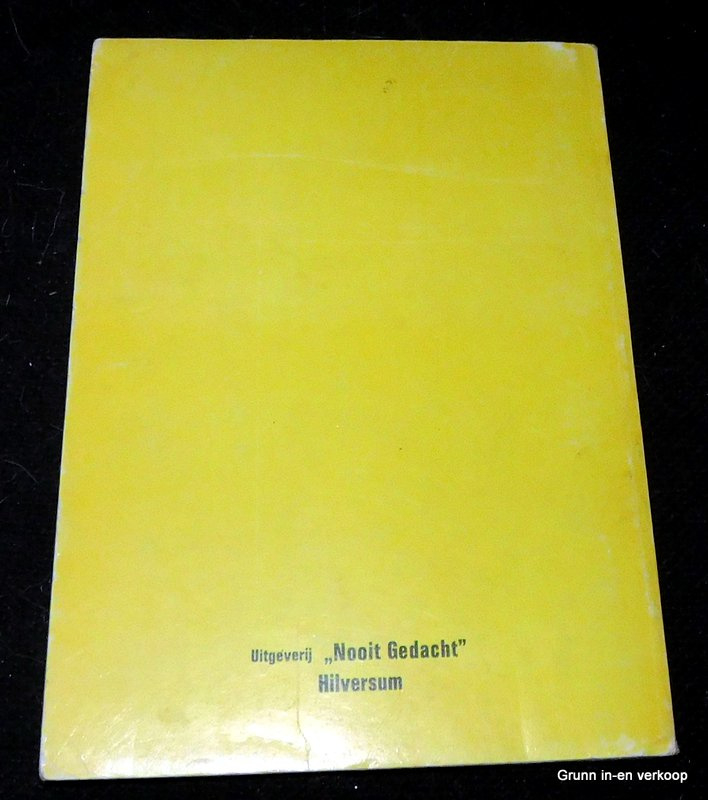 Uitgeverij „Nooit Gedacht”
Hilversum
Grunn in-en verkoop